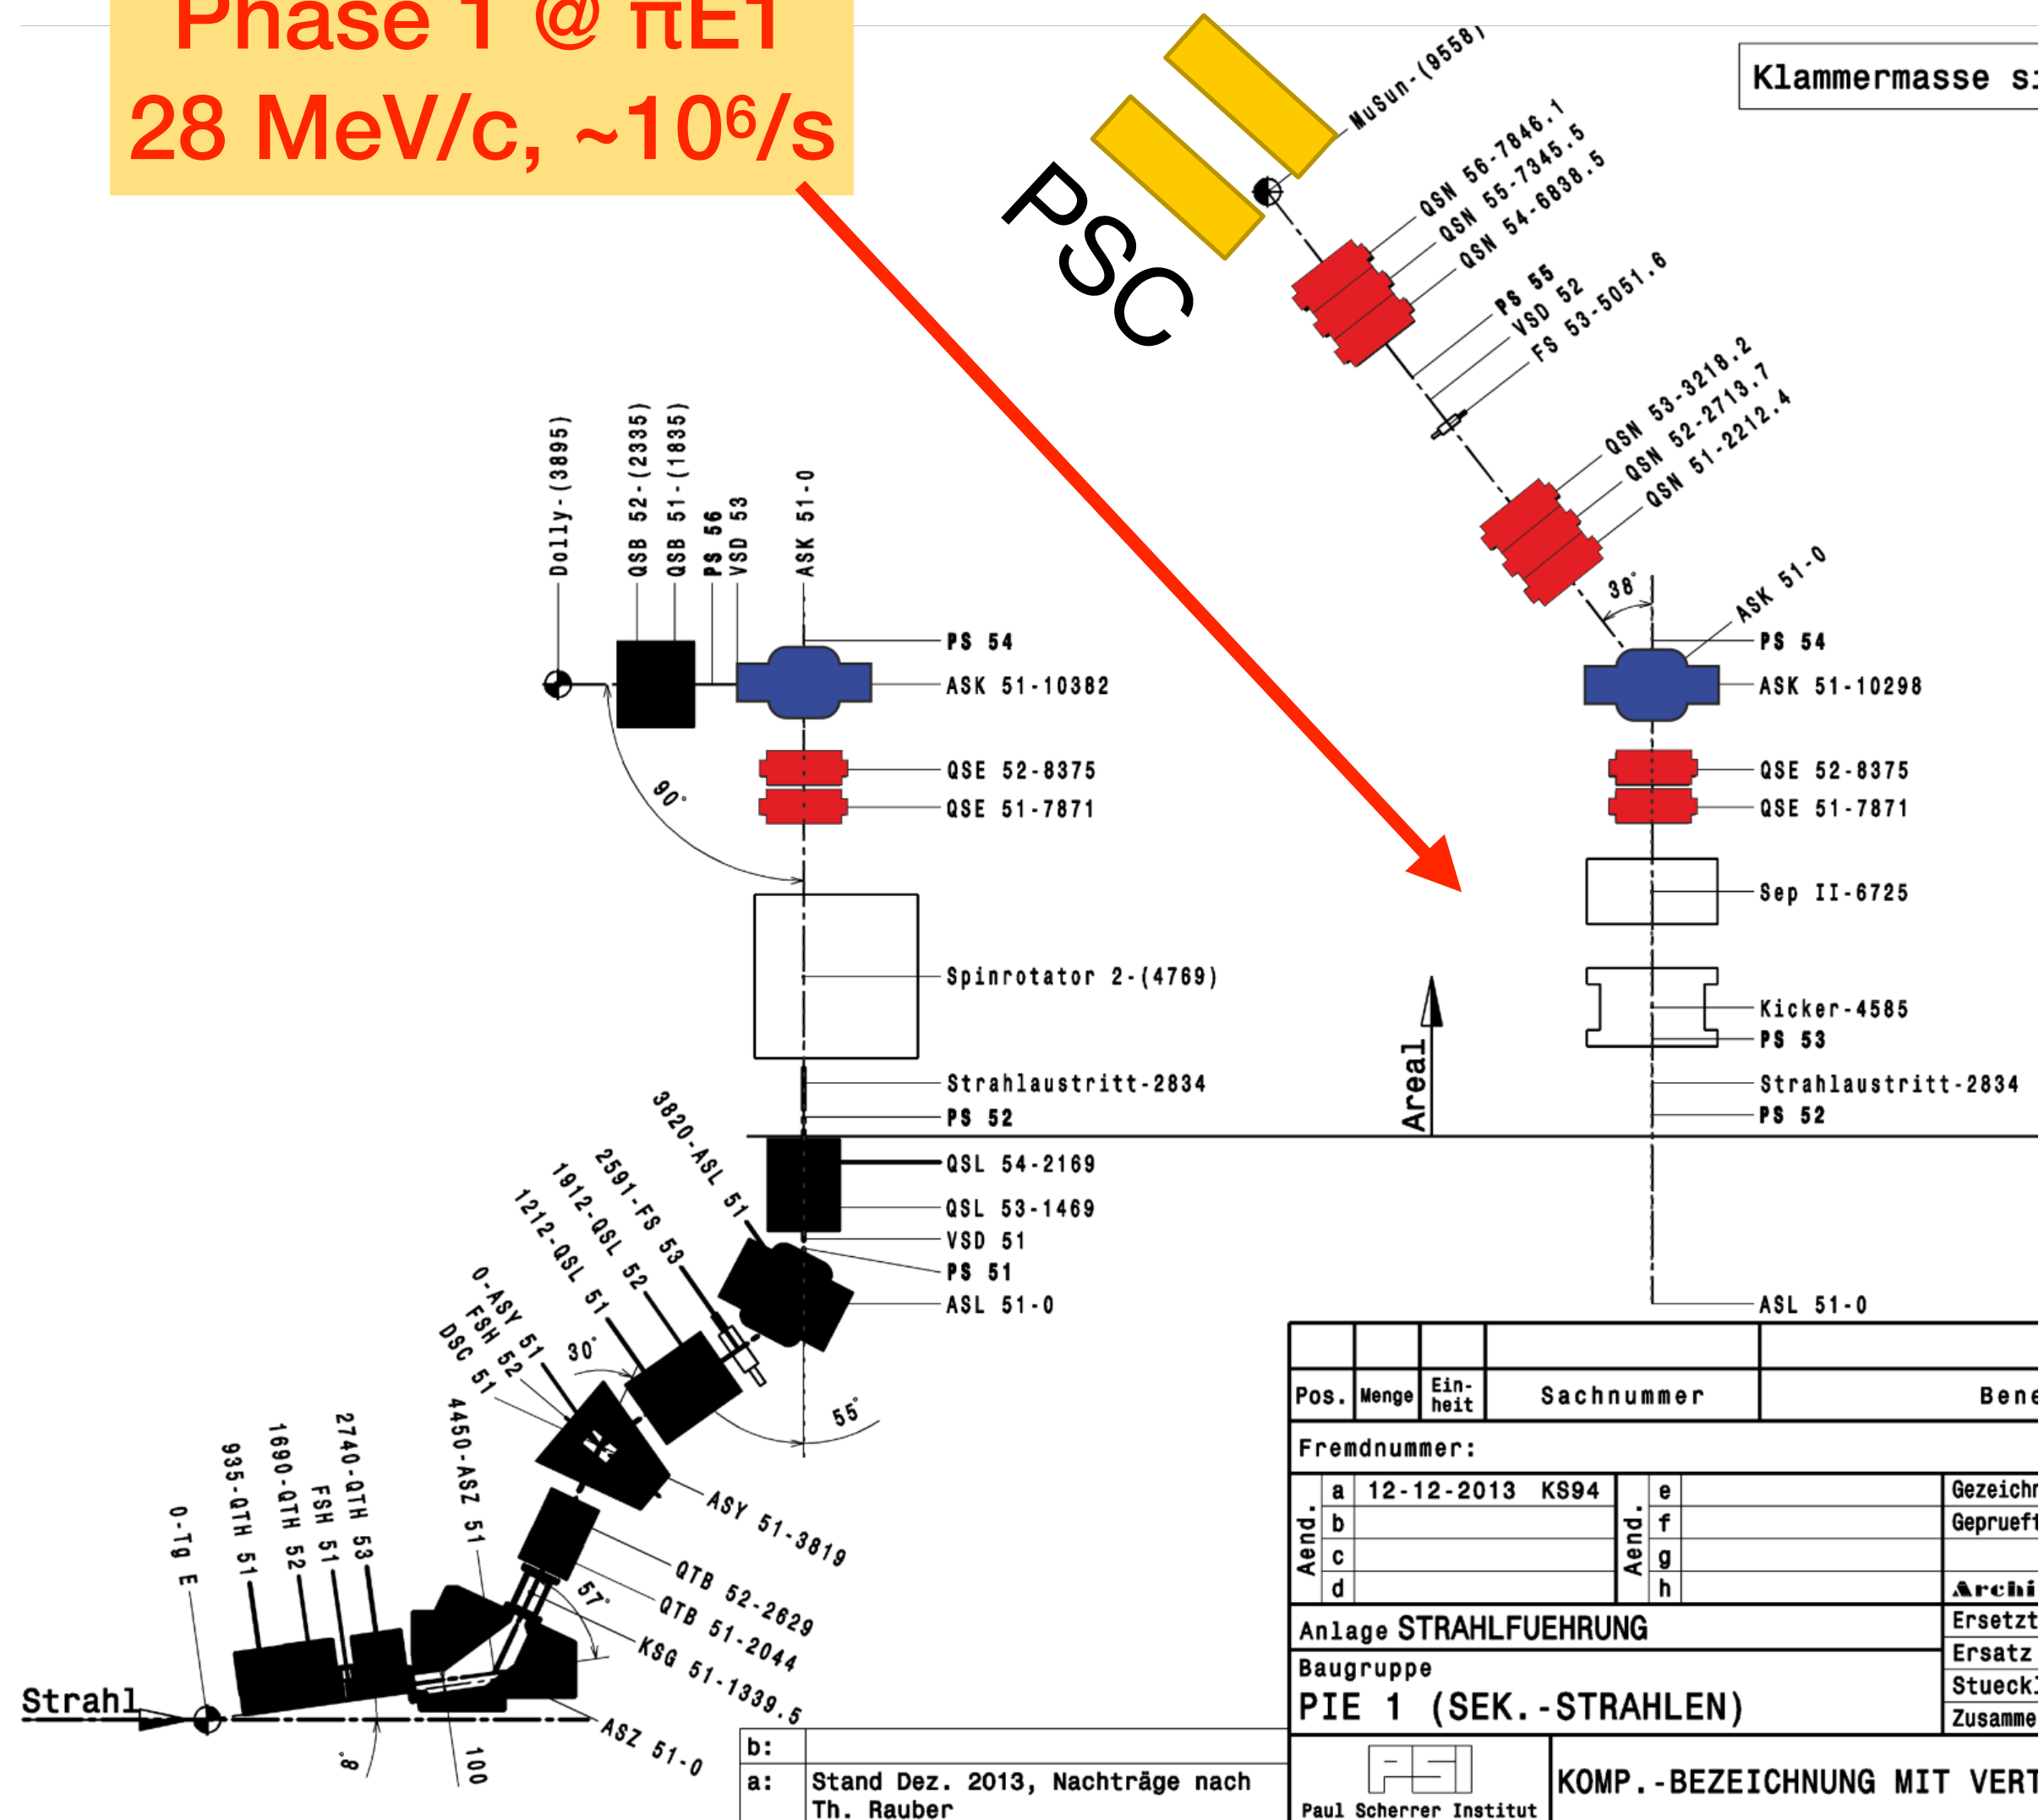 Phase 1 @ πE1
28 MeV/c, ~10⁶/s
Klammermasse
MuSun-(9558)
PSC
QSN 56-7846.1
QSN 55-7345.5
QSN 54-6838.5
PS 55
VSD 52
FS 53-5051.6
QSN 53-3218.2
QSN 52-2713.7
QSN 51-2212.4
38°
ASK 51-0
PS 54
ASK 51-10298
QSE 52-8375
QSE 51-7871
Sep II-6725
Kicker-4585
PS 53
Strahlaustritt-2834
PS 52
ASL 51-0
Areal
Dolly-(3895)
QSB 52-(2335)
QSB 51-(1835)
PS 56
VSD 53
ASK 51-0
PS 54
ASK 51-10382
QSE 52-8375
QSE 51-7871
90°
Spinrotator 2-(4769)
Strahlaustritt-2834
PS 52
QSL 54-2169
QSL 53-1469
VSD 51
PS 51
ASL 51-0
3820-ASL 51
2591-FS 53
1912-QSL 52
1212-QSL 51
0-ASY 51
FSH 52
DSC 51
30°
55°
4450-ASZ 51
2740-QTH 53
FSH 51
1690-QTH 52
935-QTH 51
0-Tg E
ASY 51-3819
QTB 52-2629
QTB 51-2044
57°
KSG 51-1339.5
ASZ 51-0
Strahl
8°
100
b:
a: Stand Dez. 2013, Nachträge nach
Th. Rauber
Pos. Menge Ein-
heit Sachnummer
Fremdnummer:
Aend. a 12-12-2013 KS94 Aend. e
b f
c g
d h
Anlage STRAHLFUEHRUNG
Ersatz
Baugruppe
PIE 1 (SEK.-STRAHLEN)
Paul Scherrer Institut
KOMP.-BEZEICHNUNG MIT